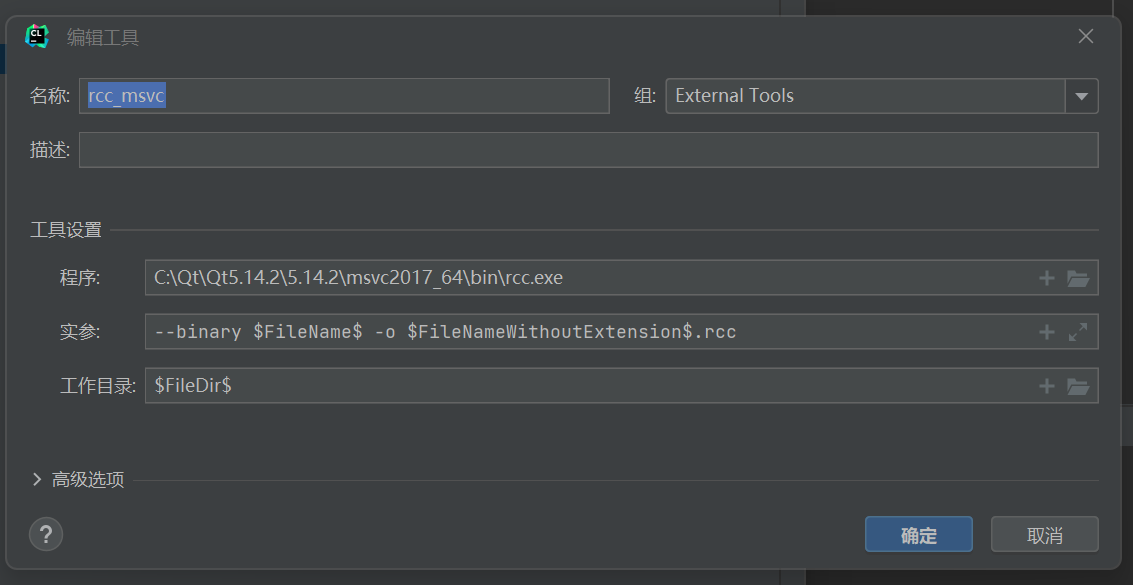 CL
编辑工具
名称: rcc_msvc 组: External Tools
描述:
工具设置
程序: C:\Qt\Qt5.14.2\5.14.2\msvc2017_64\bin\rcc.exe
实参: --binary $FileName$ -o $FileNameWithoutExtension$.rcc
工作目录: $FileDir$
高级选项
? 确定 取消